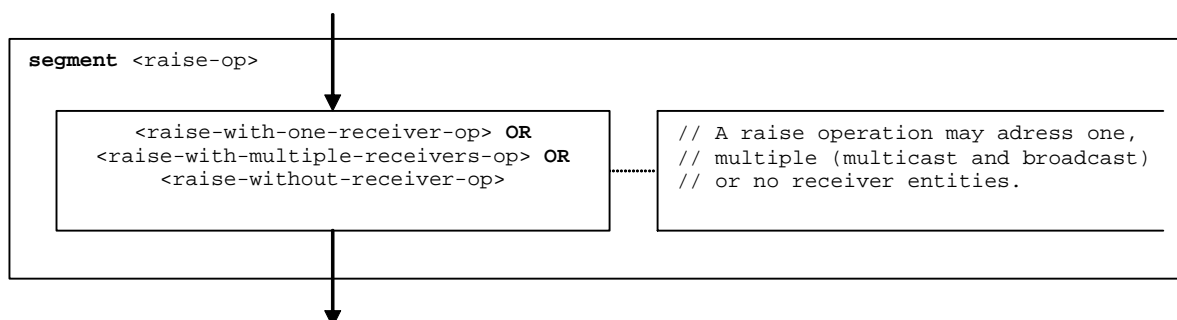 segment <raise-op>
<raise-with-one-receiver-op> OR
<raise-with-multiple-receivers-op> OR
<raise-without-receiver-op>
// A raise operation may adress one,
// multiple (multicast and broadcast)
// or no receiver entities.